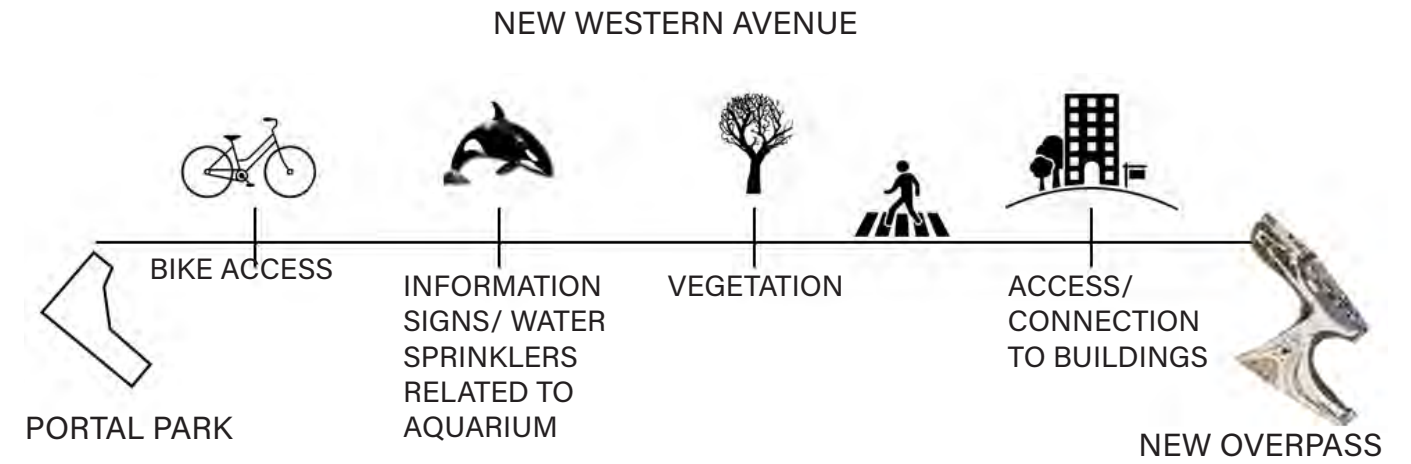 NEW WESTERN AVENUE
BIKE ACCESS
INFORMATION
SIGNS/ WATER
SPRINKLERS
RELATED TO
AQUARIUM
VEGETATION
ACCESS/
CONNECTION
TO BUILDINGS
PORTAL PARK
NEW OVERPASS